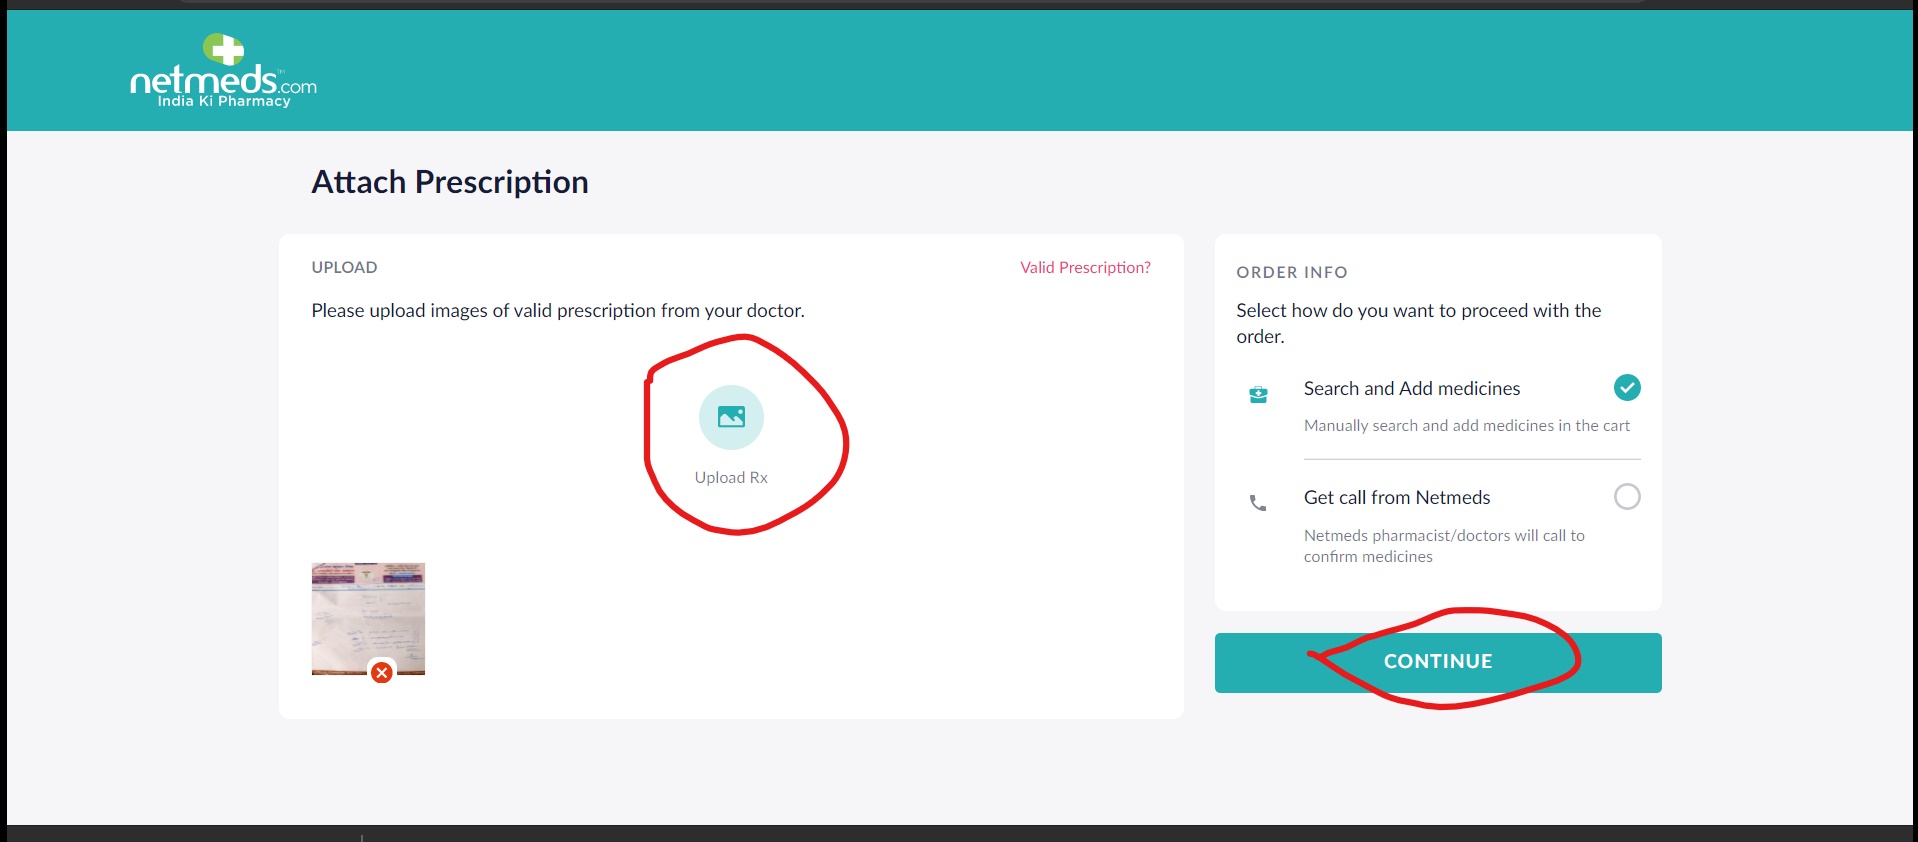 netmeds.com
India Ki Pharmacy
Attach Prescription
UPLOAD
Valid Prescription?
Please upload images of valid prescription from your doctor.
Upload Rx
ORDER INFO
Select how do you want to proceed with the
order.
Search and Add medicines
Manually search and add medicines in the cart
Get call from Netmeds
Netmeds pharmacist/doctors will call to
confirm medicines
CONTINUE